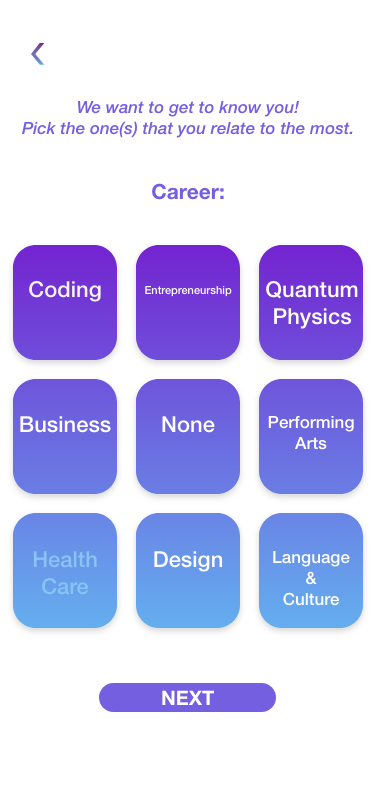 We want to get to know you!
Pick the one(s) that you relate to the most.
Career:
Coding
Entrepreneurship
Quantum
Physics
Business
None
Performing
Arts
Health
Care
Design
Language
&
Culture
NEXT